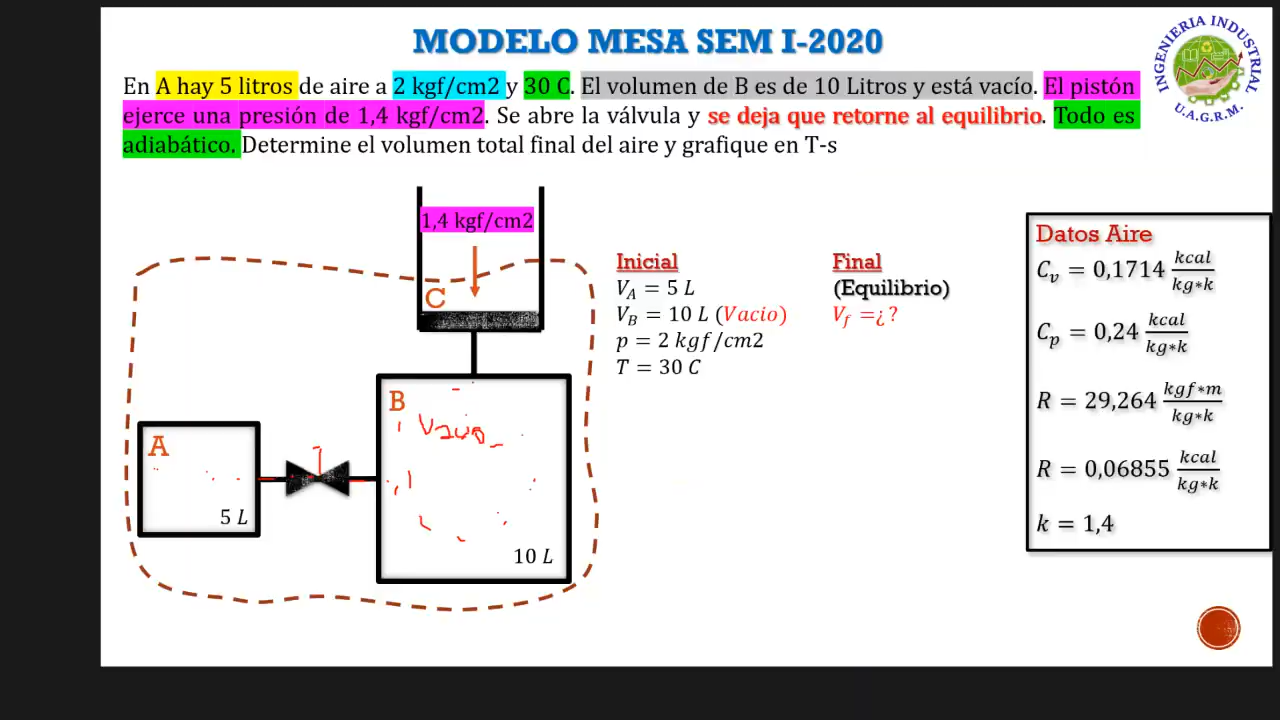 MODELO MESA SEM I-2020
En A hay 5 litros de aire a 2 kgf/cm2 y 30 C. El volumen de B es de 10 Litros y está vacío. El pistón
ejerce una presión de 1,4 kgf/cm2. Se abre la válvula y se deja que retorne al equilibrio. Todo es
adiabático. Determine el volumen total final del aire y grafique en T-s
INGENIERIA INDUSTRIAL
U.A.G.R.M.
1,4 kgf/cm2
C
B
Vacio
10 L
A
5 L
Inicial
V_A = 5 L
V_B = 10 L (Vacio)
p = 2 kgf/cm2
T = 30 C
Final
(Equilibrio)
V_f =¿?
Datos Aire
C_v = 0,1714 kcal/kg*k
C_p = 0,24 kcal/kg*k
R = 29,264 kgf*m/kg*k
R = 0,06855 kcal/kg*k
k = 1,4